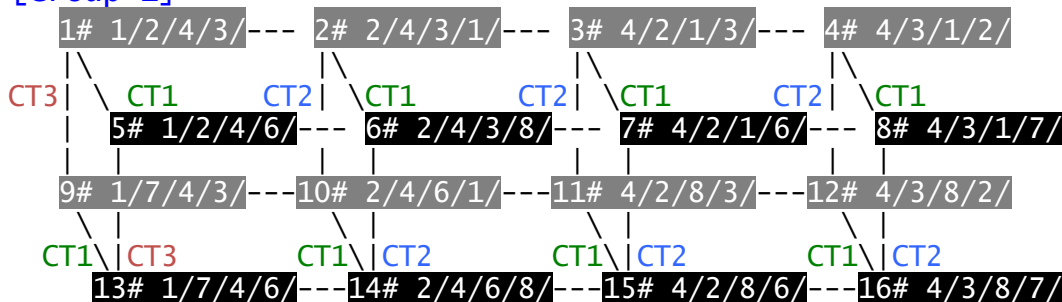 1# 1/2/4/3/--- 2# 2/4/3/1/--- 3# 4/2/1/3/--- 4# 4/3/1/2/
CT3 CT1 CT2 CT1 CT2 CT1 CT2 CT1
5# 1/2/4/6/--- 6# 2/4/3/8/--- 7# 4/2/1/6/--- 8# 4/3/1/7/
9# 1/7/4/3/---10# 2/4/6/1/---11# 4/2/8/3/---12# 4/3/8/2/
CT1 CT3 CT1 CT2 CT1 CT2 CT1 CT2
13# 1/7/4/6/---14# 2/4/6/8/---15# 4/2/8/6/---16# 4/3/8/7/